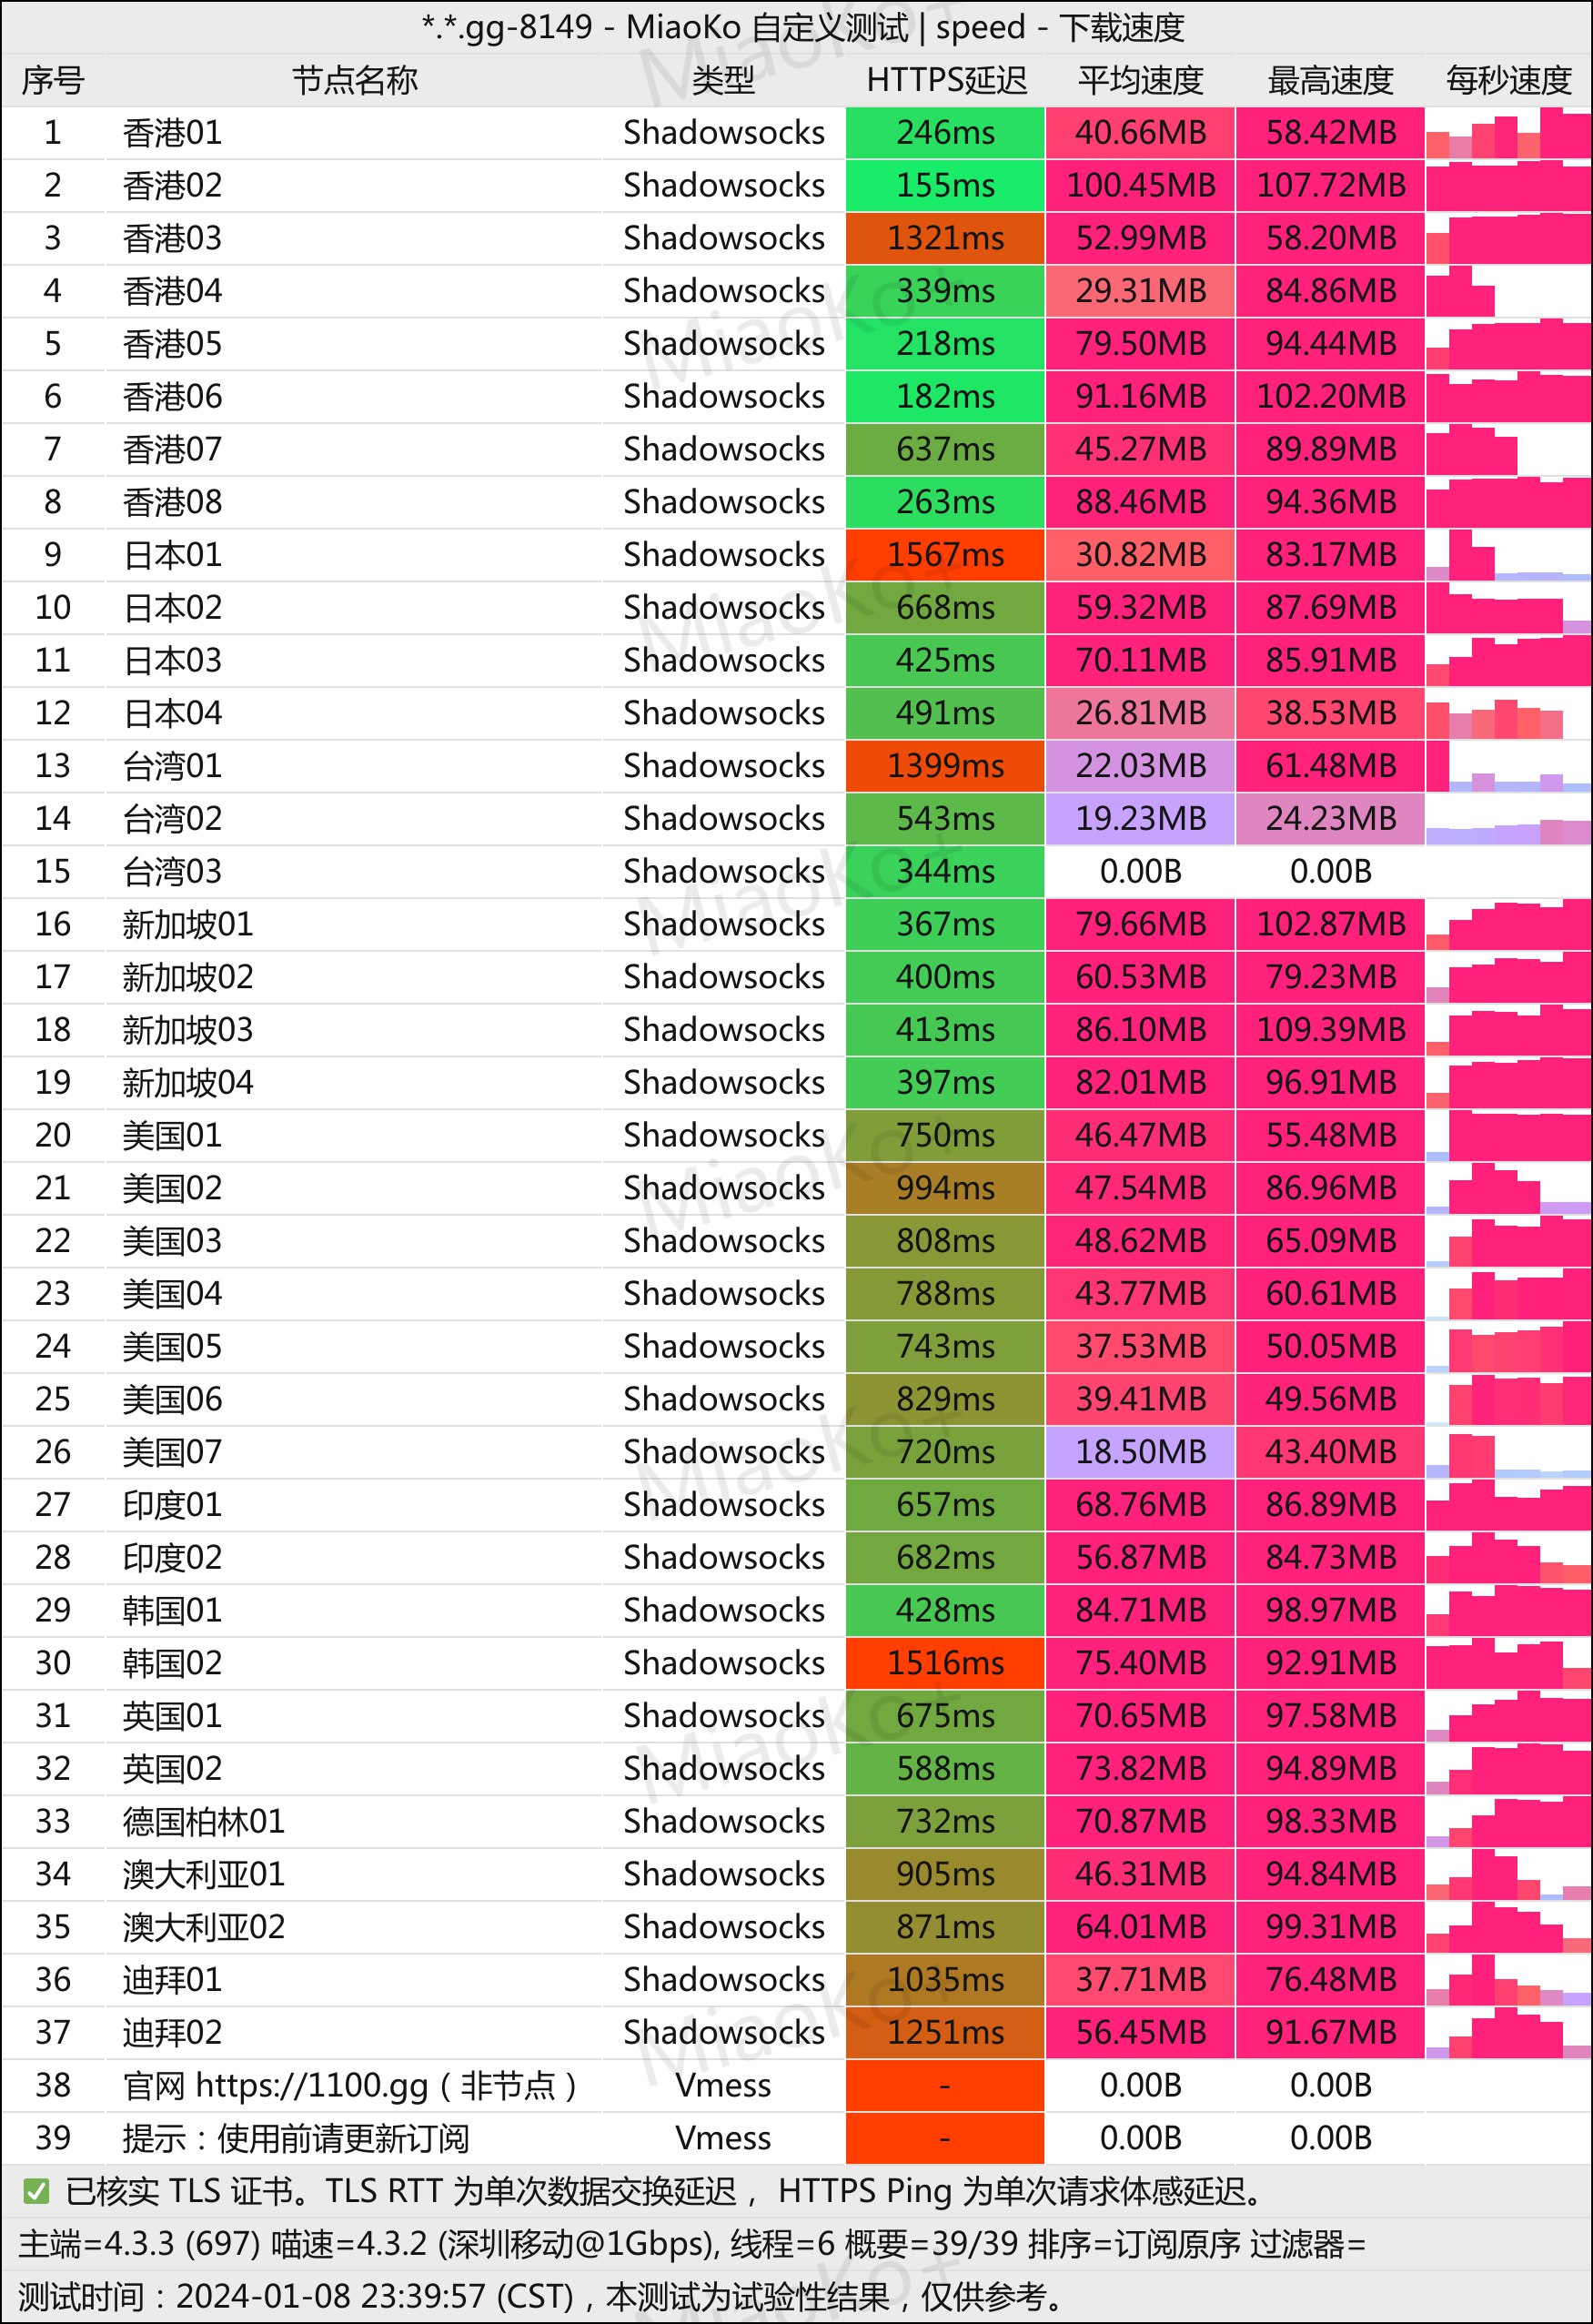 *.*.gg-8149 - MiaoKo 自定义测试 | speed - 下载速度
序号 节点名称 类型 HTTPS延迟 平均速度 最高速度 每秒速度
1 香港01 Shadowsocks 246ms 40.66MB 58.42MB
2 香港02 Shadowsocks 155ms 100.45MB 107.72MB
3 香港03 Shadowsocks 1321ms 52.99MB 58.20MB
4 香港04 Shadowsocks 339ms 29.31MB 84.86MB
5 香港05 Shadowsocks 218ms 79.50MB 94.44MB
6 香港06 Shadowsocks 182ms 91.16MB 102.20MB
7 香港07 Shadowsocks 637ms 45.27MB 89.89MB
8 香港08 Shadowsocks 263ms 88.46MB 94.36MB
9 日本01 Shadowsocks 1567ms 30.82MB 83.17MB
10 日本02 Shadowsocks 668ms 59.32MB 87.69MB
11 日本03 Shadowsocks 425ms 70.11MB 85.91MB
12 日本04 Shadowsocks 491ms 26.81MB 38.53MB
13 台湾01 Shadowsocks 1399ms 22.03MB 61.48MB
14 台湾02 Shadowsocks 543ms 19.23MB 24.23MB
15 台湾03 Shadowsocks 344ms 0.00B 0.00B
16 新加坡01 Shadowsocks 367ms 79.66MB 102.87MB
17 新加坡02 Shadowsocks 400ms 60.53MB 79.23MB
18 新加坡03 Shadowsocks 413ms 86.10MB 109.39MB
19 新加坡04 Shadowsocks 397ms 82.01MB 96.91MB
20 美国01 Shadowsocks 750ms 46.47MB 55.48MB
21 美国02 Shadowsocks 994ms 47.54MB 86.96MB
22 美国03 Shadowsocks 808ms 48.62MB 65.09MB
23 美国04 Shadowsocks 788ms 43.77MB 60.61MB
24 美国05 Shadowsocks 743ms 37.53MB 50.05MB
25 美国06 Shadowsocks 829ms 39.41MB 49.56MB
26 美国07 Shadowsocks 720ms 18.50MB 43.40MB
27 印度01 Shadowsocks 657ms 68.76MB 86.89MB
28 印度02 Shadowsocks 682ms 56.87MB 84.73MB
29 韩国01 Shadowsocks 428ms 84.71MB 98.97MB
30 韩国02 Shadowsocks 1516ms 75.40MB 92.91MB
31 英国01 Shadowsocks 675ms 70.65MB 97.58MB
32 英国02 Shadowsocks 588ms 73.82MB 94.89MB
33 德国柏林01 Shadowsocks 732ms 70.87MB 98.33MB
34 澳大利亚01 Shadowsocks 905ms 46.31MB 94.84MB
35 澳大利亚02 Shadowsocks 871ms 64.01MB 99.31MB
36 迪拜01 Shadowsocks 1035ms 37.71MB 76.48MB
37 迪拜02 Shadowsocks 1251ms 56.45MB 91.67MB
38 官网 https://1100.gg ( 非节点 ) Vmess - 0.00B 0.00B
39 提示：使用前请更新订阅 Vmess - 0.00B 0.00B
✅ 已核实 TLS 证书。TLS RTT 为单次数据交换延迟， HTTPS Ping 为单次请求体感延迟。
主端=4.3.3 (697) 喵速=4.3.2 (深圳移动@1Gbps), 线程=6 概要=39/39 排序=订阅原序 过滤器=
测试时间：2024-01-08 23:39:57 (CST)，本测试为试验性结果，仅供参考。
MiaoKo+
MiaoKo+
MiaoKo+
MiaoKo+
MiaoKo+
MiaoKo+
MiaoKo+
MiaoKo+
MiaoKo+